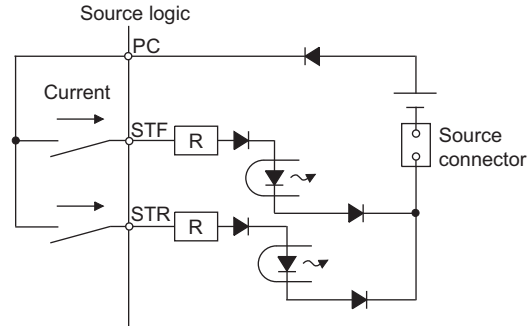 Source logic
PC
Current
STF
R
Source
connector
STR
R